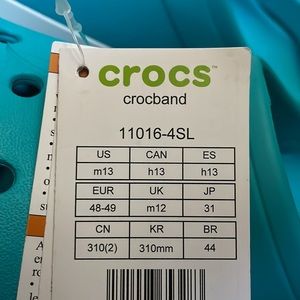 crocs™
crocband
11016-4SL
US CAN ES
m13 h13 h13
EUR UK JP
48-49 m12 31
CN KR BR
310(2) 310mm 44